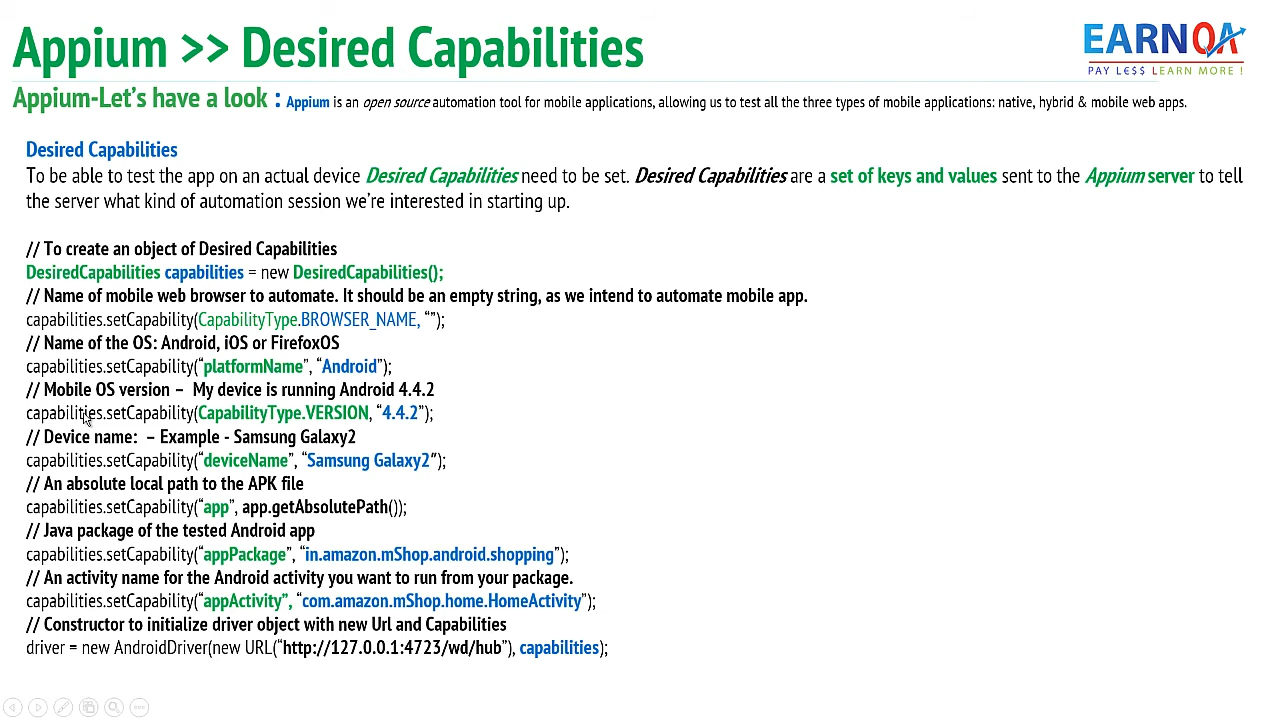 Appium >> Desired Capabilities
EARNQA
PAY LE$$ LEARN MORE !
Appium-Let's have a look : Appium is an open source automation tool for mobile applications, allowing us to test all the three types of mobile applications: native, hybrid & mobile web apps.
Desired Capabilities
To be able to test the app on an actual device Desired Capabilities need to be set. Desired Capabilities are a set of keys and values sent to the Appium server to tell
the server what kind of automation session we're interested in starting up.
// To create an object of Desired Capabilities
DesiredCapabilities capabilities = new DesiredCapabilities();
// Name of mobile web browser to automate. It should be an empty string, as we intend to automate mobile app.
capabilities.setCapability(CapabilityType.BROWSER_NAME, “”);
// Name of the OS: Android, iOS or FirefoxOS
capabilities.setCapability(“platformName”, “Android”);
// Mobile OS version – My device is running Android 4.4.2
capabilities.setCapability(CapabilityType.VERSION, “4.4.2”);
// Device name: – Example - Samsung Galaxy2
capabilities.setCapability(“deviceName”, “Samsung Galaxy2″);
// An absolute local path to the APK file
capabilities.setCapability(“app”, app.getAbsolutePath());
// Java package of the tested Android app
capabilities.setCapability(“appPackage”, “in.amazon.mShop.android.shopping”);
// An activity name for the Android activity you want to run from your package.
capabilities.setCapability(“appActivity”, “com.amazon.mShop.home.HomeActivity”);
// Constructor to initialize driver object with new Url and Capabilities
driver = new AndroidDriver(new URL(“http://127.0.0.1:4723/wd/hub”), capabilities);